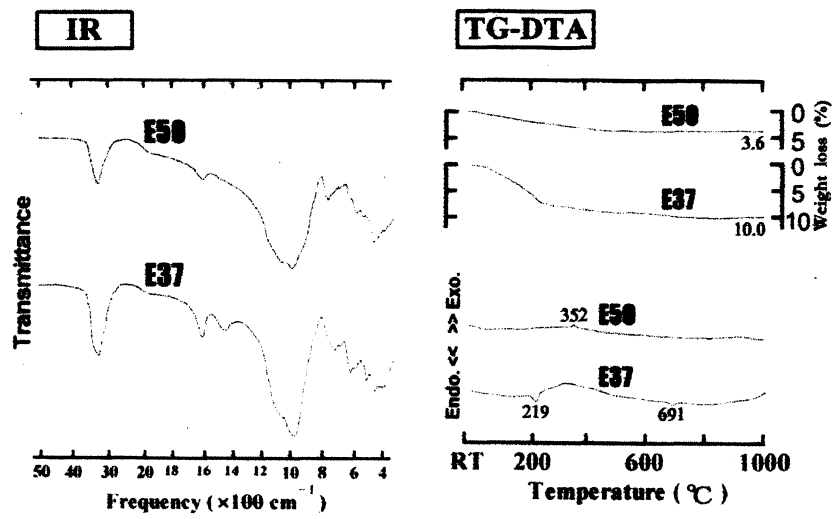 IR
E50
E37
Transmittance
50 40 30 20 18 16 14 12 10 8 6 4
Frequency (×100 cm⁻¹)
TG-DTA
E50
0
5
3.6
0
5
10
E37
10.0
Weight loss (%)
Endo. << >> Exo.
352
E50
E37
219
691
RT 200 600 1000
Temperature (℃)